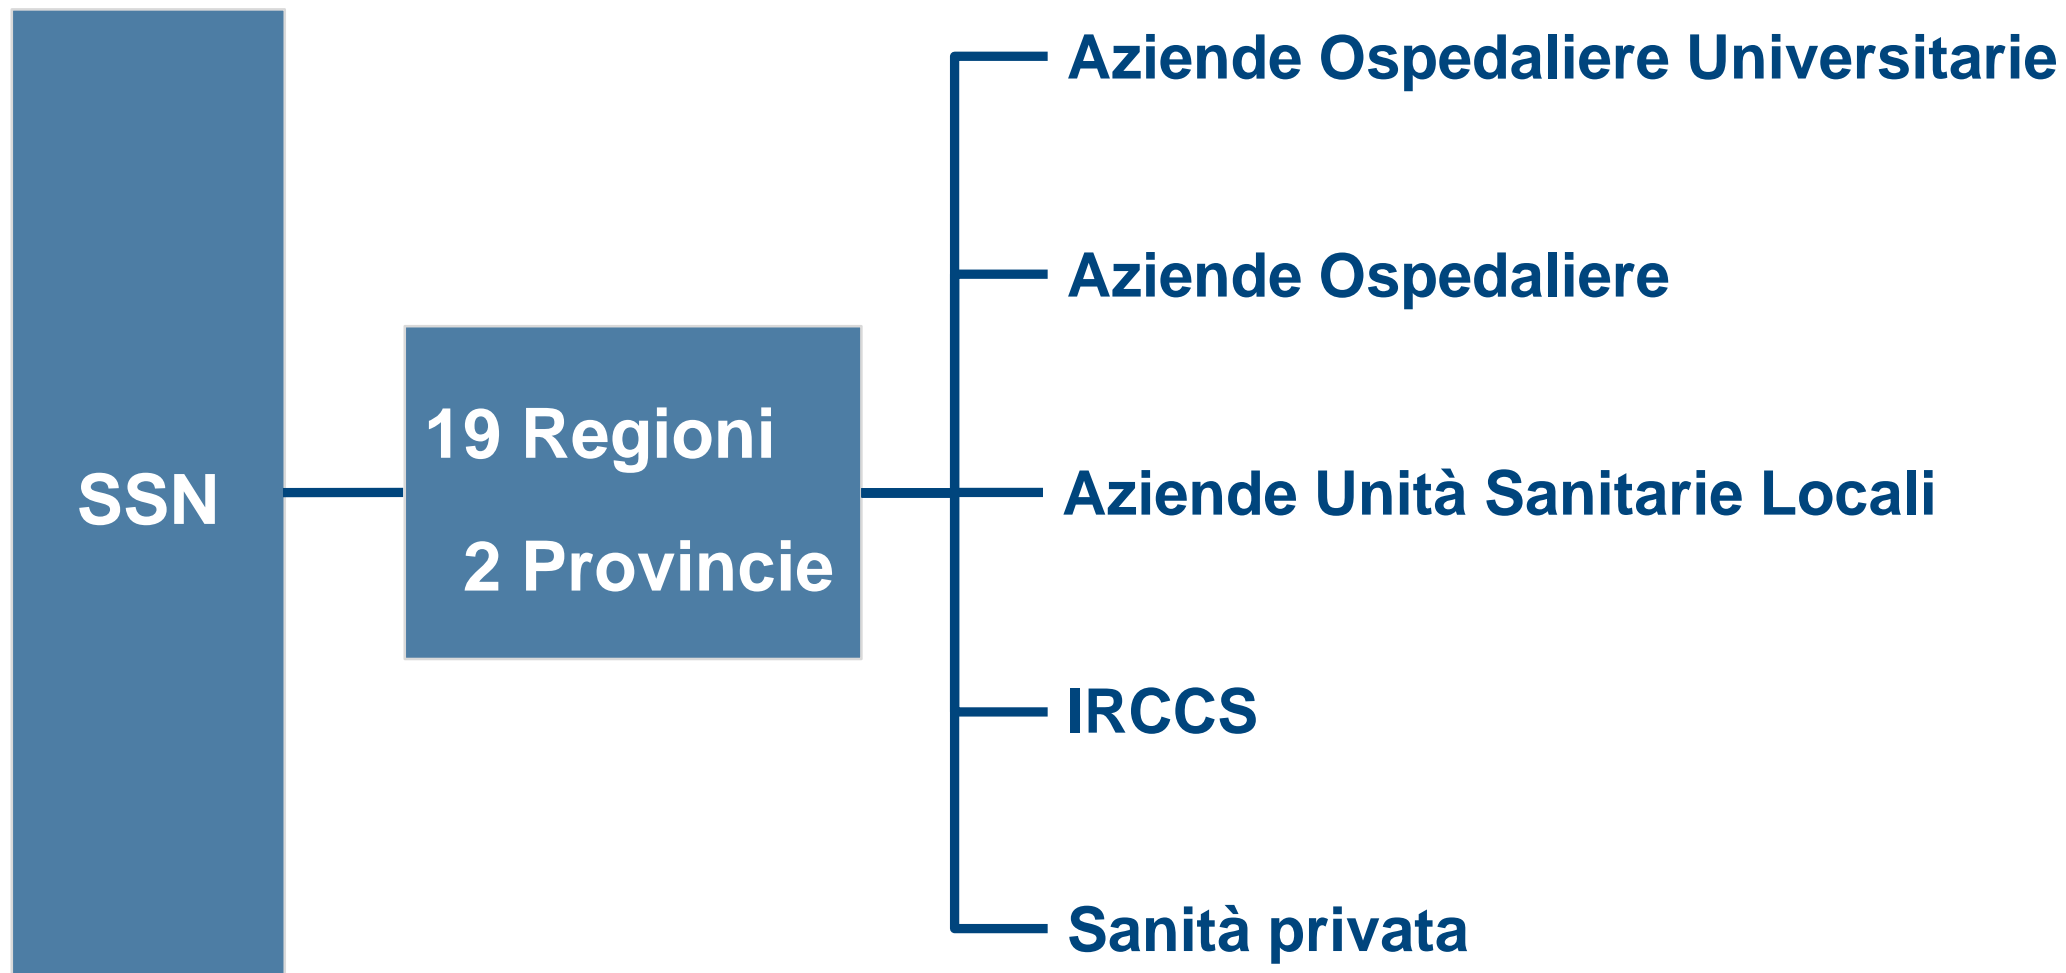 SSN
19 Regioni
2 Provincie
Aziende Ospedaliere Universitarie
Aziende Ospedaliere
Aziende Unità Sanitarie Locali
IRCCS
Sanità privata